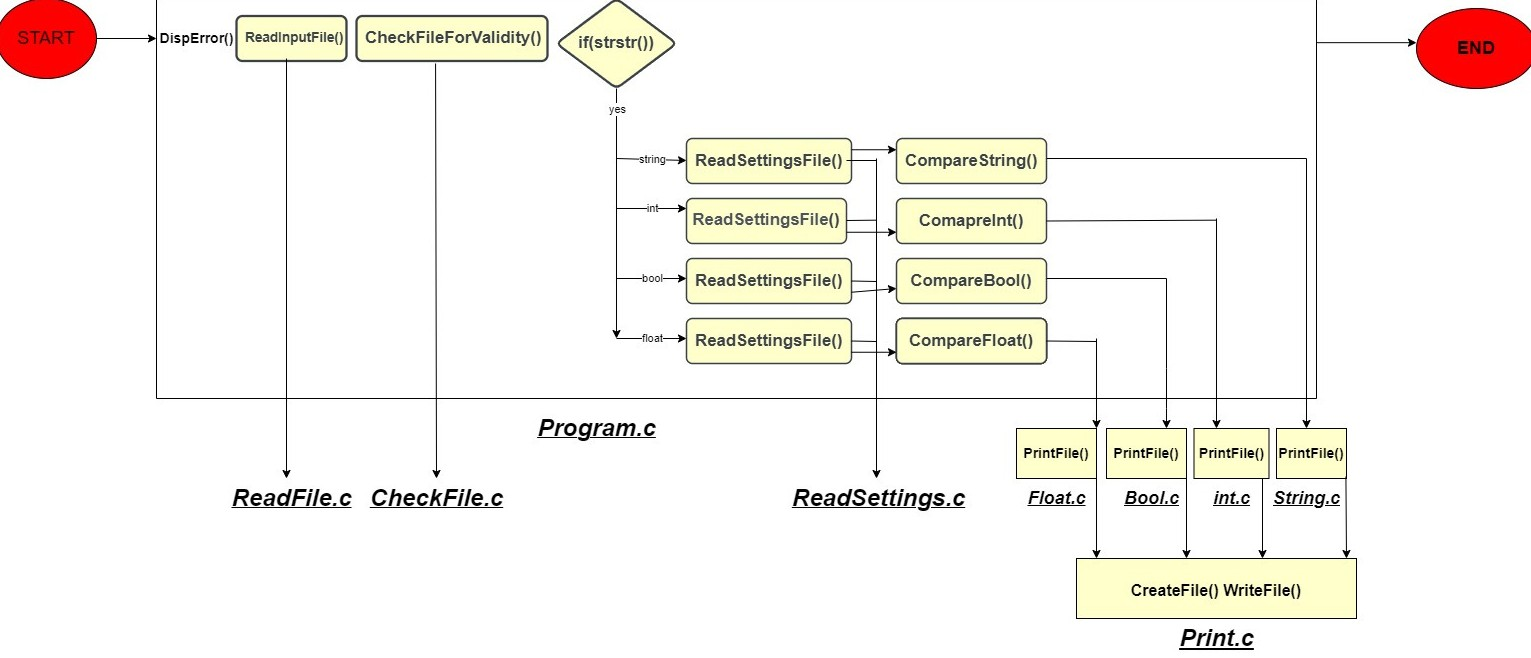 START
DispError()
ReadInputFile()
CheckFileForValidity()
if(strstr())
END
yes
string
ReadSettingsFile()
CompareString()
int
ReadSettingsFile()
ComapreInt()
bool
ReadSettingsFile()
CompareBool()
float
ReadSettingsFile()
CompareFloat()
Program.c
PrintFile()
PrintFile()
PrintFile()
PrintFile()
ReadFile.c
CheckFile.c
ReadSettings.c
Float.c
Bool.c
int.c
String.c
CreateFile() WriteFile()
Print.c